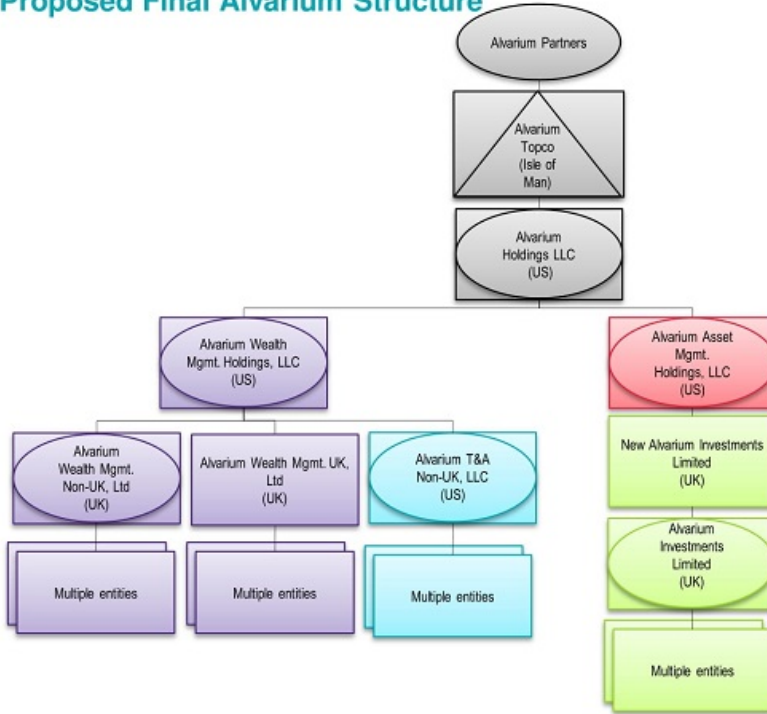 Proposed Final Alvarium Structure
Alvarium Partners
Alvarium
Topco
(Isle of
Man)
Alvarium
Holdings LLC
(US)
Alvarium Wealth
Mgmt. Holdings, LLC
(US)
Alvarium Asset
Mgmt.
Holdings, LLC
(US)
Alvarium
Wealth Mgmt.
Non-UK, Ltd
(UK)
Alvarium Wealth Mgmt. UK,
Ltd
(UK)
Alvarium T&A
Non-UK, LLC
(US)
New Alvarium Investments
Limited
(UK)
Alvarium
Investments
Limited
(UK)
Multiple entities
Multiple entities
Multiple entities
Multiple entities